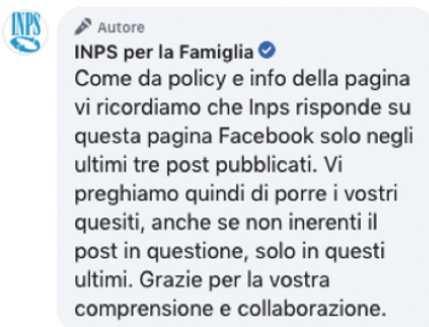 INPS
Autore
INPS per la Famiglia
Come da policy e info della pagina
vi ricordiamo che Inps risponde su
questa pagina Facebook solo negli
ultimi tre post pubblicati. Vi
preghiamo quindi di porre i vostri
quesiti, anche se non inerenti il
post in questione, solo in questi
ultimi. Grazie per la vostra
comprensione e collaborazione.